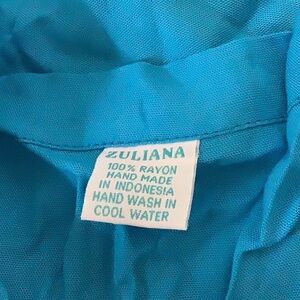 ZULIANA
100% RAYON
HAND MADE
IN INDONESIA
HAND WASH IN
COOL WATER